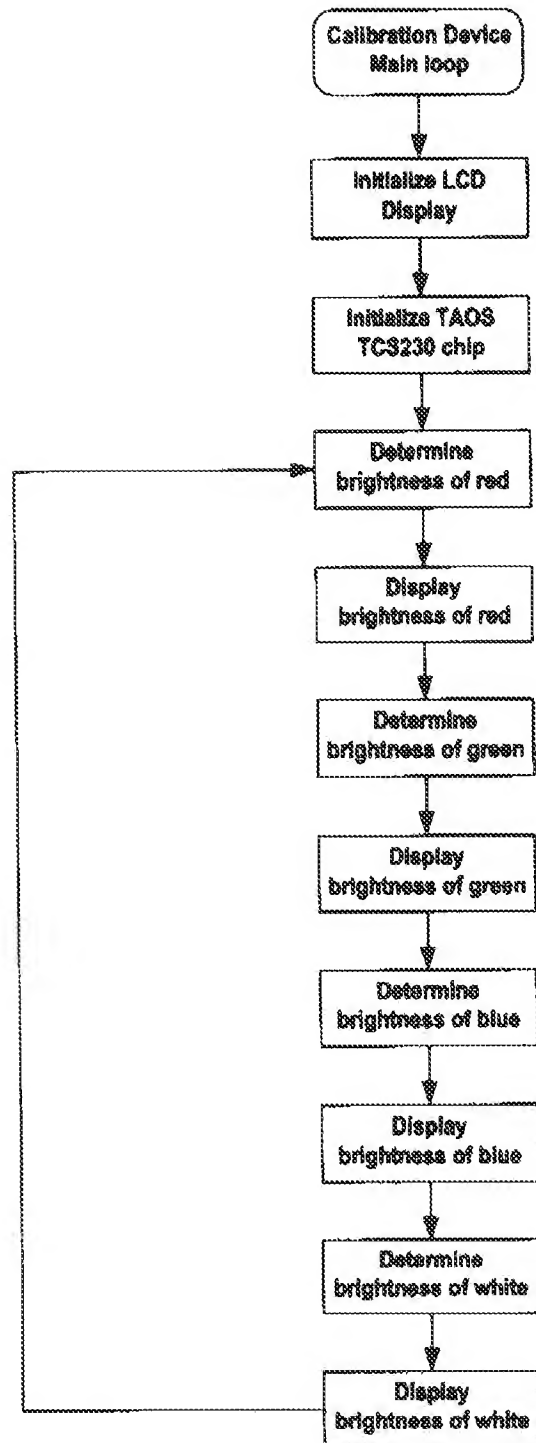 Calibration Device
Main loop
Initialize LCD
Display
Initialize TAOS
TCS230 chip
Determine
brightness of red
Display
brightness of red
Determine
brightness of green
Display
brightness of green
Determine
brightness of blue
Display
brightness of blue
Determine
brightness of white
Display
brightness of white